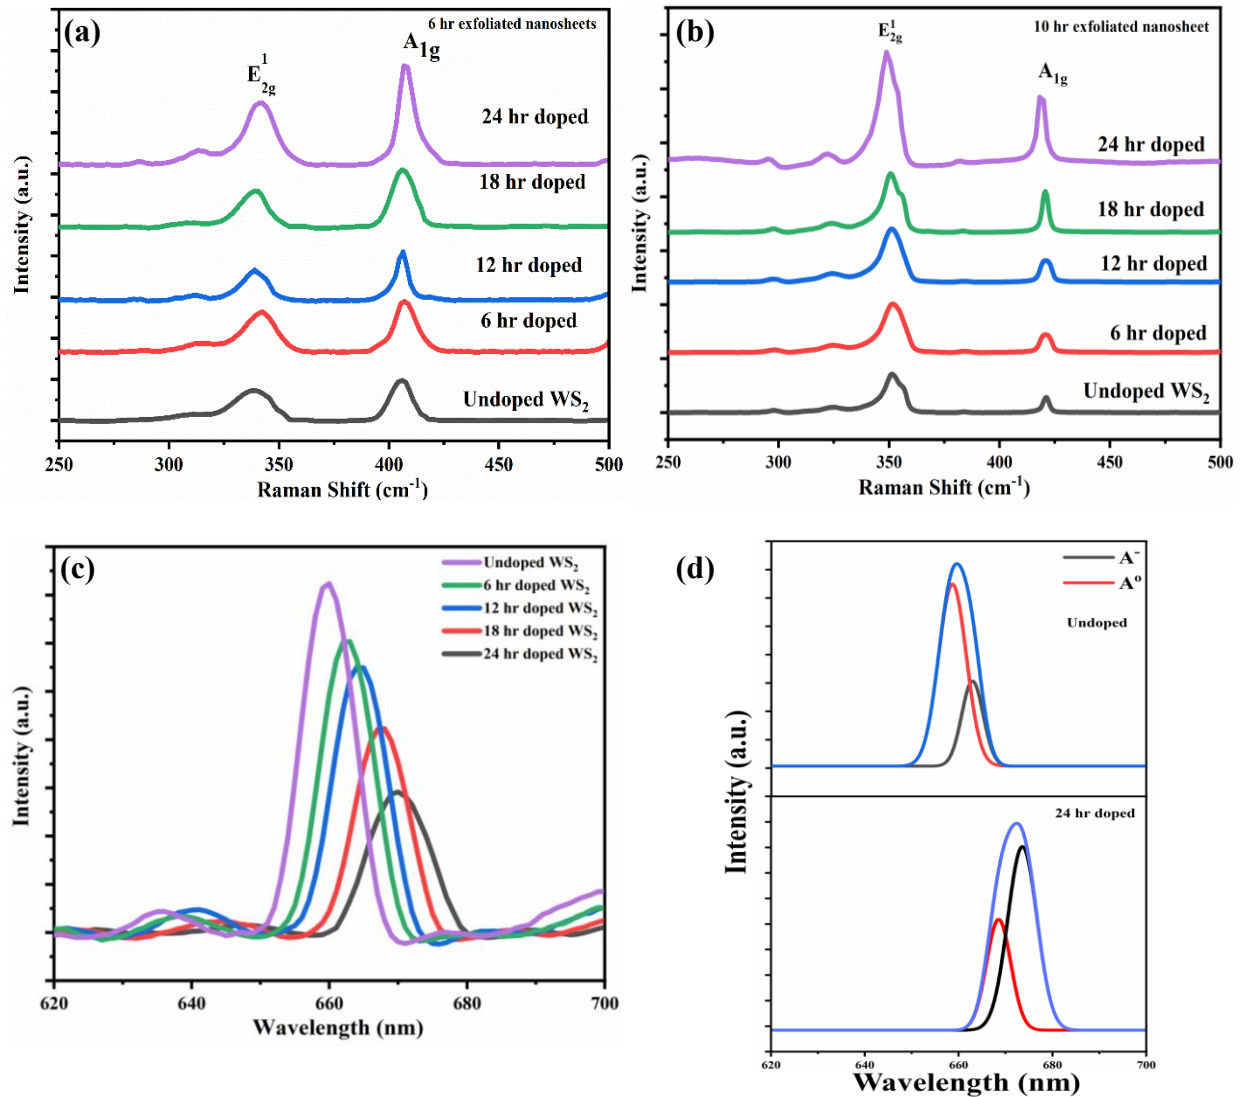 (a)
6 hr exfoliated nanosheets
E¹₂g
A₁g
24 hr doped
18 hr doped
12 hr doped
6 hr doped
Undoped WS₂
Intensity (a.u.)
250 300 350 400 450 500
Raman Shift (cm⁻¹)
(b)
10 hr exfoliated nanosheet
E¹₂g
A₁g
24 hr doped
18 hr doped
12 hr doped
6 hr doped
Undoped WS₂
Intensity (a.u.)
250 300 350 400 450 500
Raman Shift (cm⁻¹)
(c)
Undoped WS₂
6 hr doped WS₂
12 hr doped WS₂
18 hr doped WS₂
24 hr doped WS₂
Intensity (a.u.)
620 640 660 680 700
Wavelength (nm)
(d)
A⁻
Aᵒ
Undoped
24 hr doped
Intensity (a.u.)
620 640 660 680 700
Wavelength (nm)